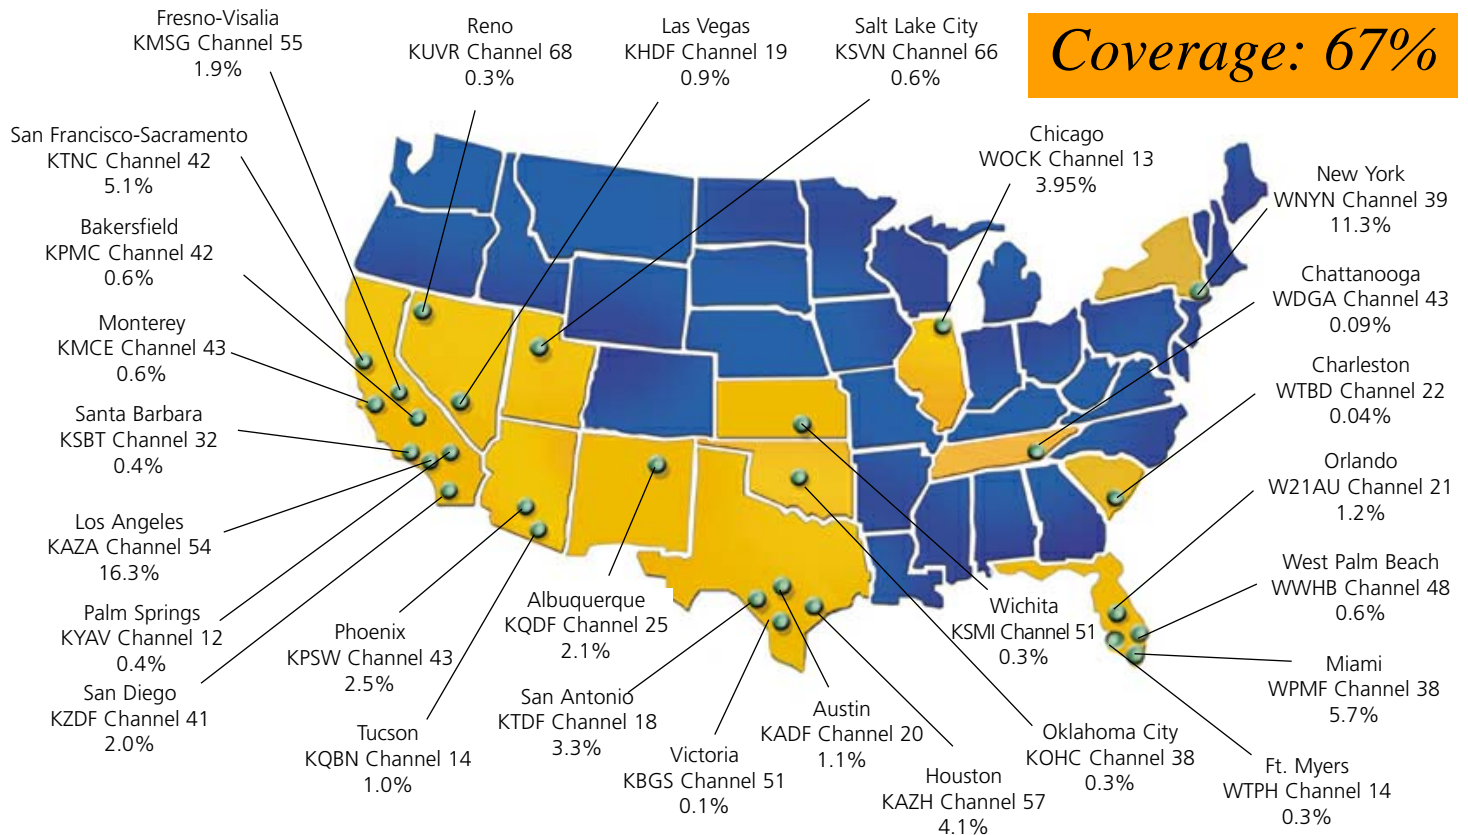 Coverage: 67%
Fresno-Visalia
KMSG Channel 55
1.9%
Reno
KUVR Channel 68
0.3%
Las Vegas
KHDF Channel 19
0.9%
Salt Lake City
KSVN Channel 66
0.6%
San Francisco-Sacramento
KTNC Channel 42
5.1%
Chicago
WOCK Channel 13
3.95%
New York
WNYN Channel 39
11.3%
Bakersfield
KPMC Channel 42
0.6%
Chattanooga
WDGA Channel 43
0.09%
Monterey
KMCE Channel 43
0.6%
Charleston
WTBD Channel 22
0.04%
Santa Barbara
KSBT Channel 32
0.4%
Orlando
W21AU Channel 21
1.2%
Los Angeles
KAZA Channel 54
16.3%
West Palm Beach
WWHB Channel 48
0.6%
Palm Springs
KYAV Channel 12
0.4%
Phoenix
KPSW Channel 43
2.5%
Albuquerque
KQDF Channel 25
2.1%
Wichita
KSMI Channel 51
0.3%
Miami
WPMF Channel 38
5.7%
San Diego
KZDF Channel 41
2.0%
Tucson
KQBN Channel 14
1.0%
San Antonio
KTDF Channel 18
3.3%
Victoria
KBGS Channel 51
0.1%
Austin
KADF Channel 20
1.1%
Houston
KAZH Channel 57
4.1%
Oklahoma City
KOHC Channel 38
0.3%
Ft. Myers
WTPH Channel 14
0.3%